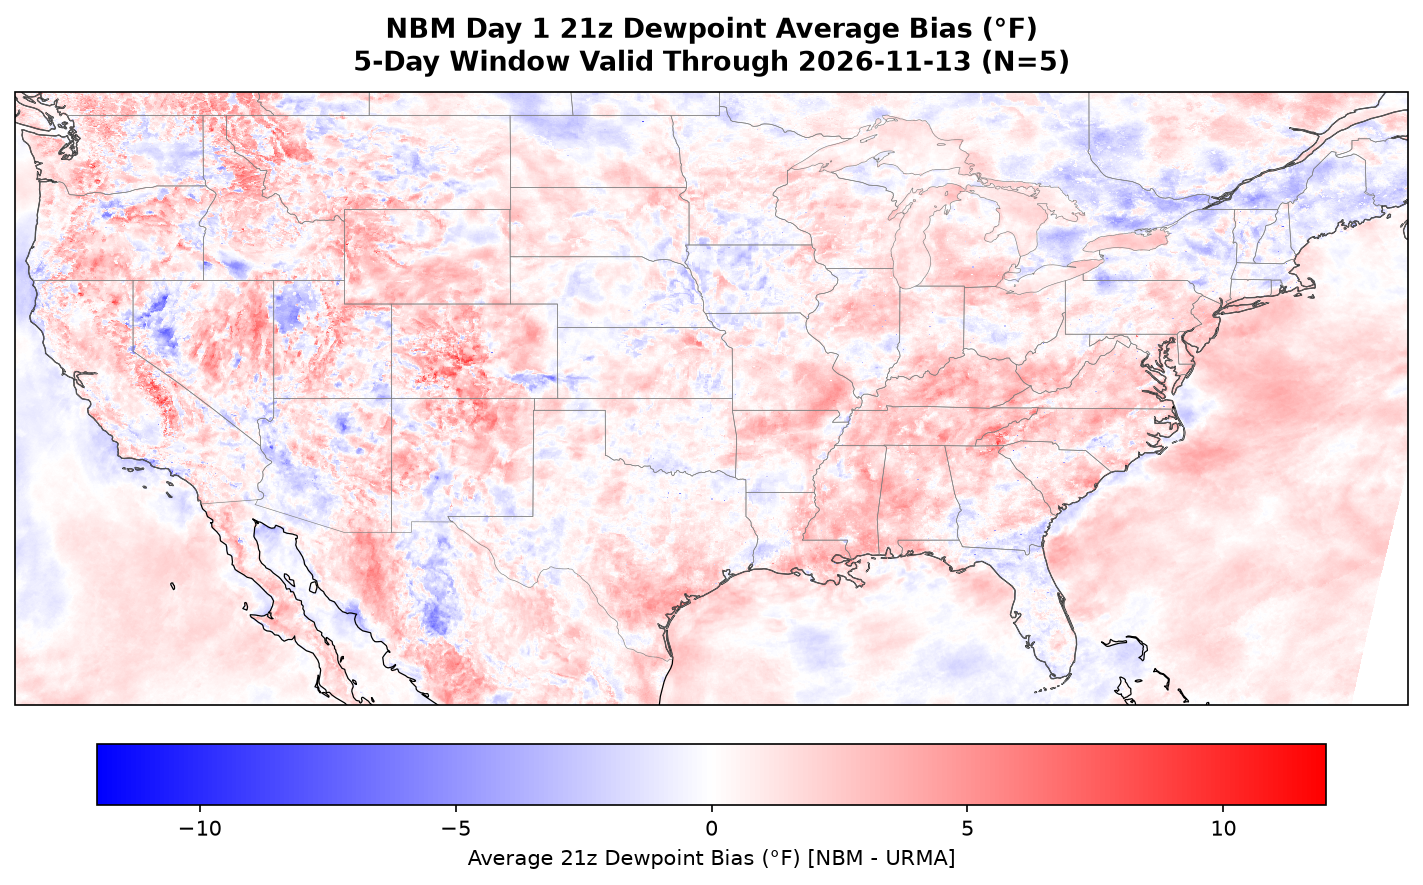 NBM Day 1 21z Dewpoint Average Bias (°F)
5-Day Window Valid Through 2026-11-13 (N=5)
−10 −5 0 5 10
Average 21z Dewpoint Bias (°F) [NBM - URMA]